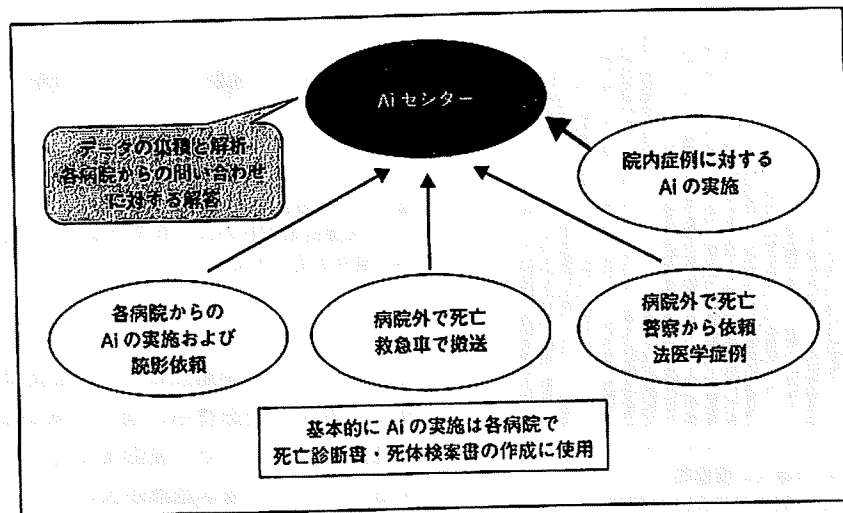 Aiセンター
データの集積と解析
各病院からの問い合わせ
に対する解答
院内症例に対する
Aiの実施
各病院からの
Aiの実施および
読影依頼
病院外で死亡
救急車で搬送
病院外で死亡
警察から依頼
法医学症例
基本的にAiの実施は各病院で
死亡診断書・死体検案書の作成に使用